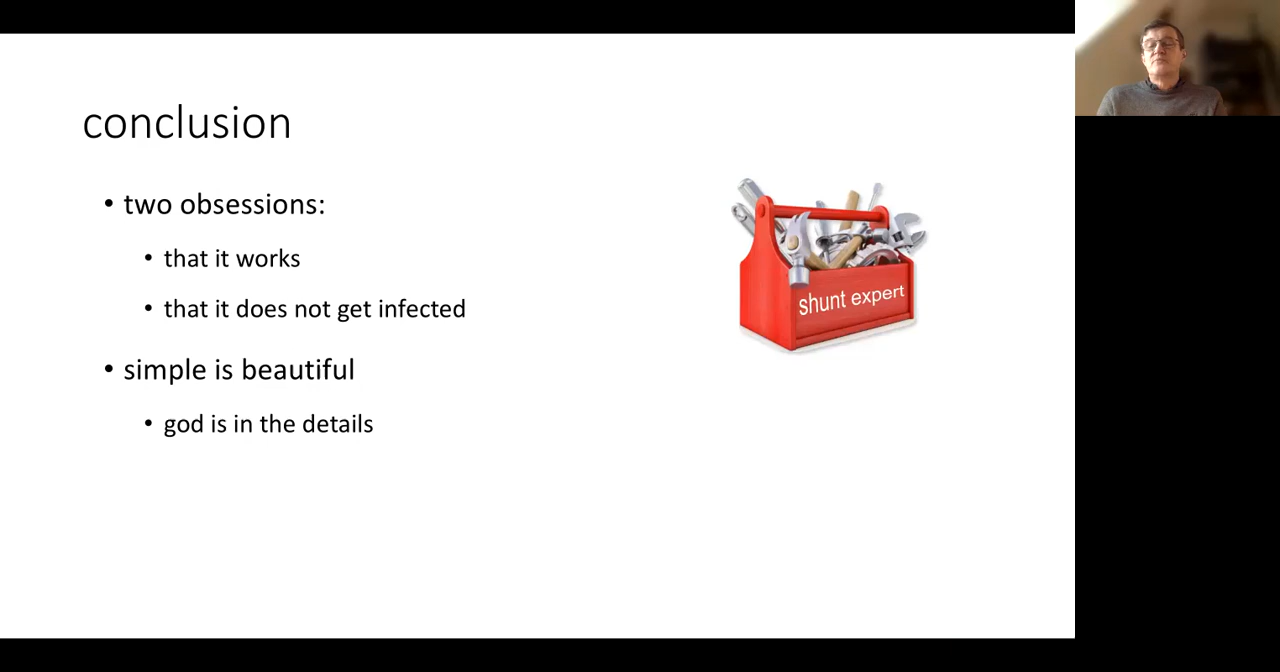 conclusion
• two obsessions:
• that it works
• that it does not get infected
• simple is beautiful
• god is in the details
shunt expert